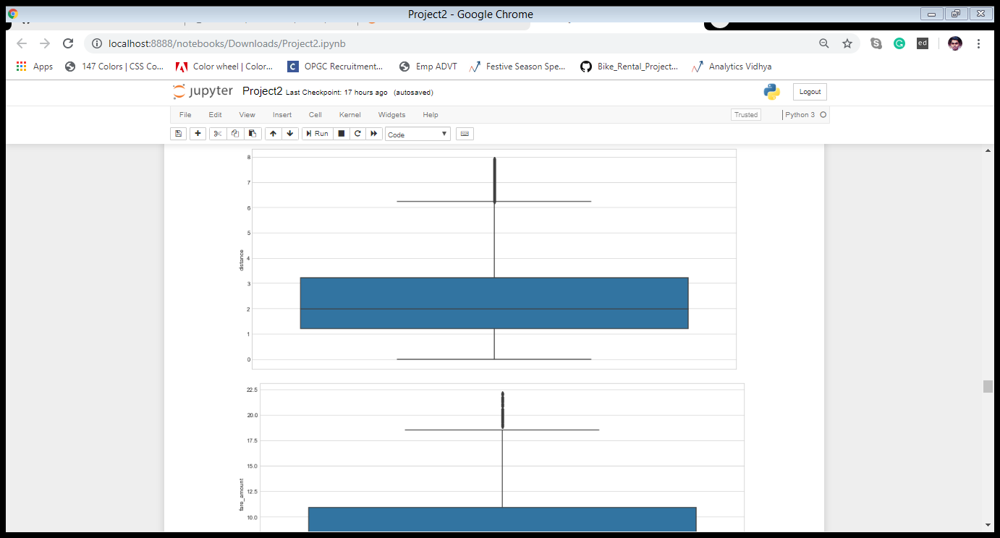 Project2 - Google Chrome
localhost:8888/notebooks/Downloads/Project2.ipynb
ed
Apps 147 Colors | CSS Co... Color wheel | Color... C OPGC Recruitment... Emp ADVT Festive Season Spe... Bike_Rental_Project... Analytics Vidhya
jupyter Project2 Last Checkpoint: 17 hours ago (autosaved) Logout
File Edit View Insert Cell Kernel Widgets Help Trusted Python 3
Run Code
8
7
6
5
distance
4
3
2
1
0
22.5
20.0
17.5
15.0
12.5
fare_amount
10.0